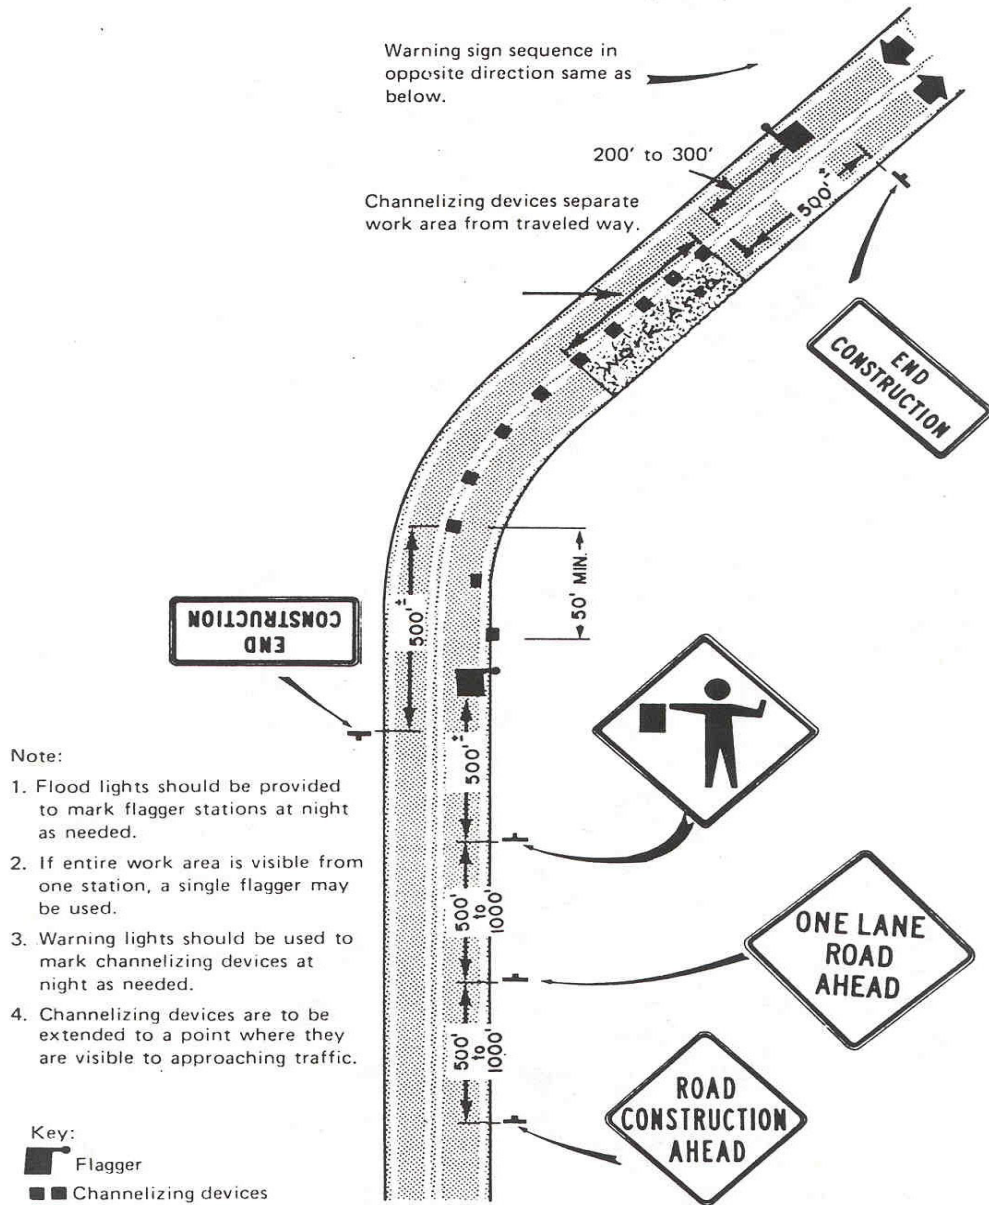 Warning sign sequence in
opposite direction same as
below.
200' to 300'
Channelizing devices separate
work area from traveled way.
500'±
Work Area
END
CONSTRUCTION
50' MIN.
500'±
END
CONSTRUCTION
500'±
500'
to
1000'
ONE LANE
ROAD
AHEAD
500'
to
1000'
ROAD
CONSTRUCTION
AHEAD
Note:
1. Flood lights should be provided
to mark flagger stations at night
as needed.
2. If entire work area is visible from
one station, a single flagger may
be used.
3. Warning lights should be used to
mark channelizing devices at
night as needed.
4. Channelizing devices are to be
extended to a point where they
are visible to approaching traffic.
Key:
Flagger
Channelizing devices